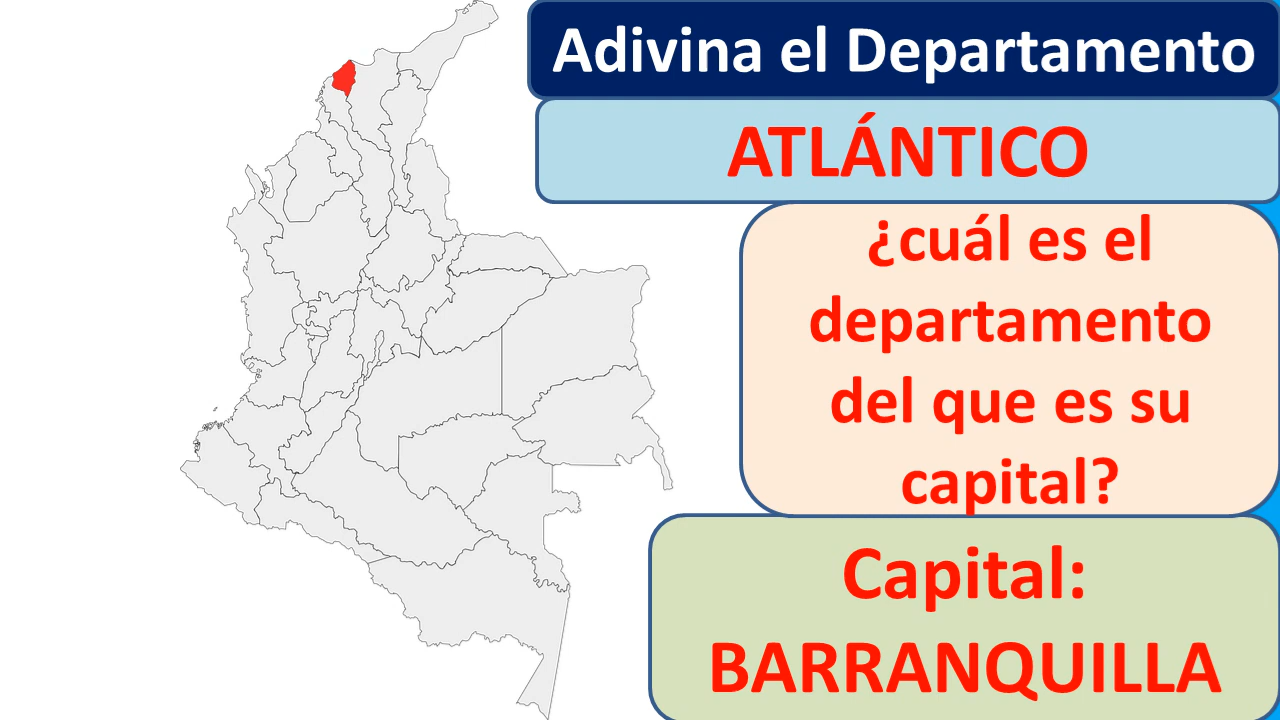 Adivina el Departamento
ATLÁNTICO
¿cuál es el
departamento
del que es su
capital?
Capital:
BARRANQUILLA